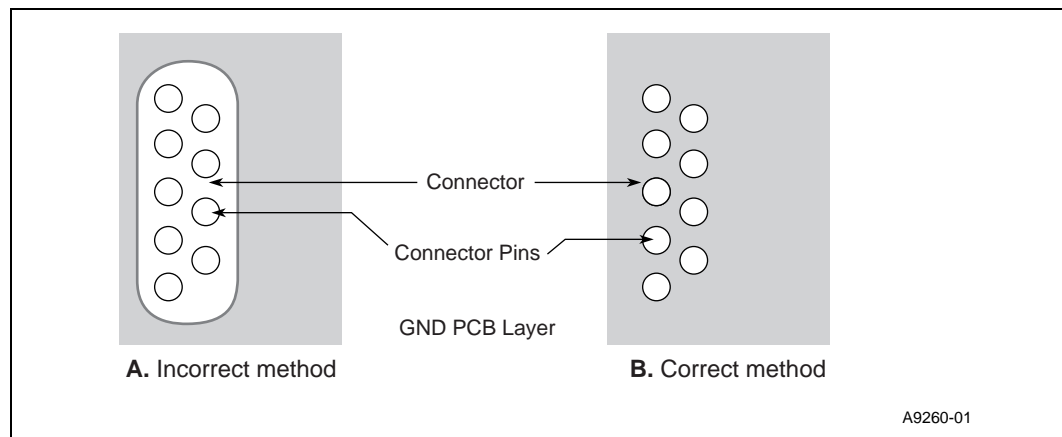 Connector
Connector Pins
GND PCB Layer
A. Incorrect method
B. Correct method
A9260-01